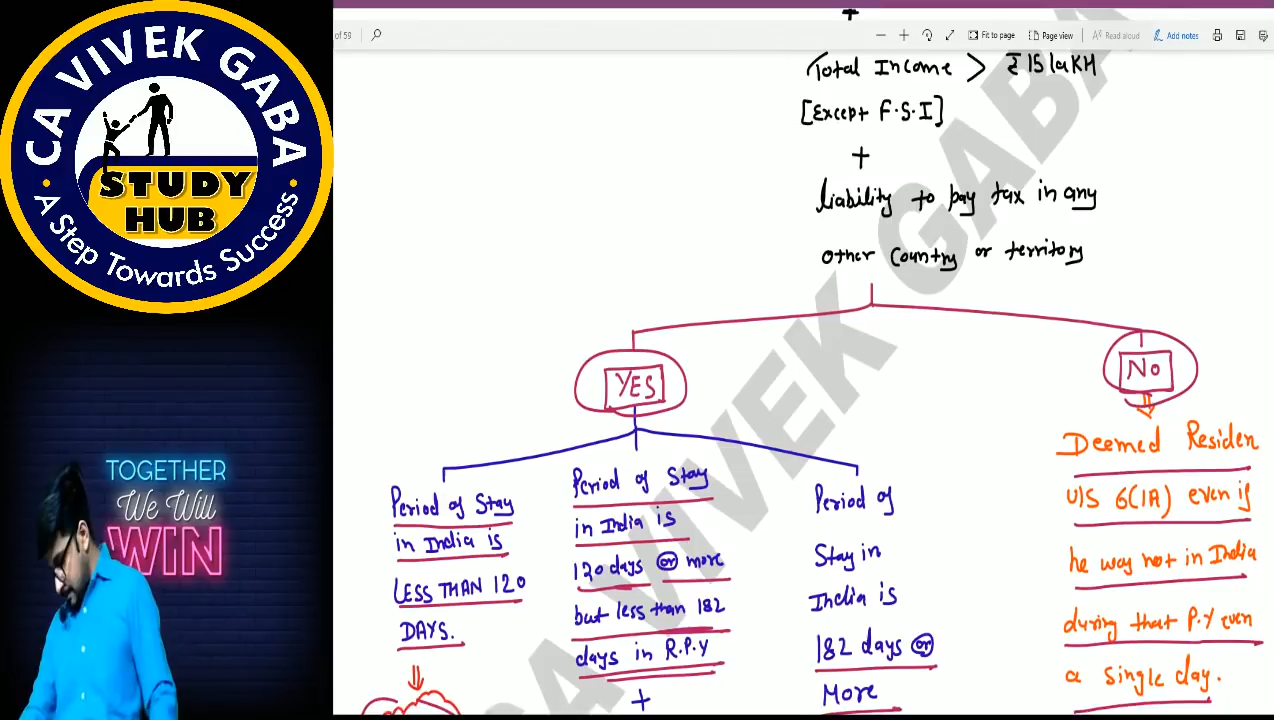 CA VIVEK GABA
STUDY
HUB
A Step Towards Success
TOGETHER
We Will
WIN
of 59
Fit to page
Page view
Read aloud
Add notes
+
Total Income > ₹15 laKH
[Except F.S.I]
+
liability to pay tax in any
other Country or territory
YES
NO
Period of Stay
in India is
LESS THAN 120
DAYS.
Period of Stay
in India is
120 days or more
but less than 182
days in R.P.Y
+
Period of
Stay in
India is
182 days or
More
Deemed Residen
U/S 6(1A) even if
he way not in India
during that P.Y even
a single day.
CA VIVEK GABA